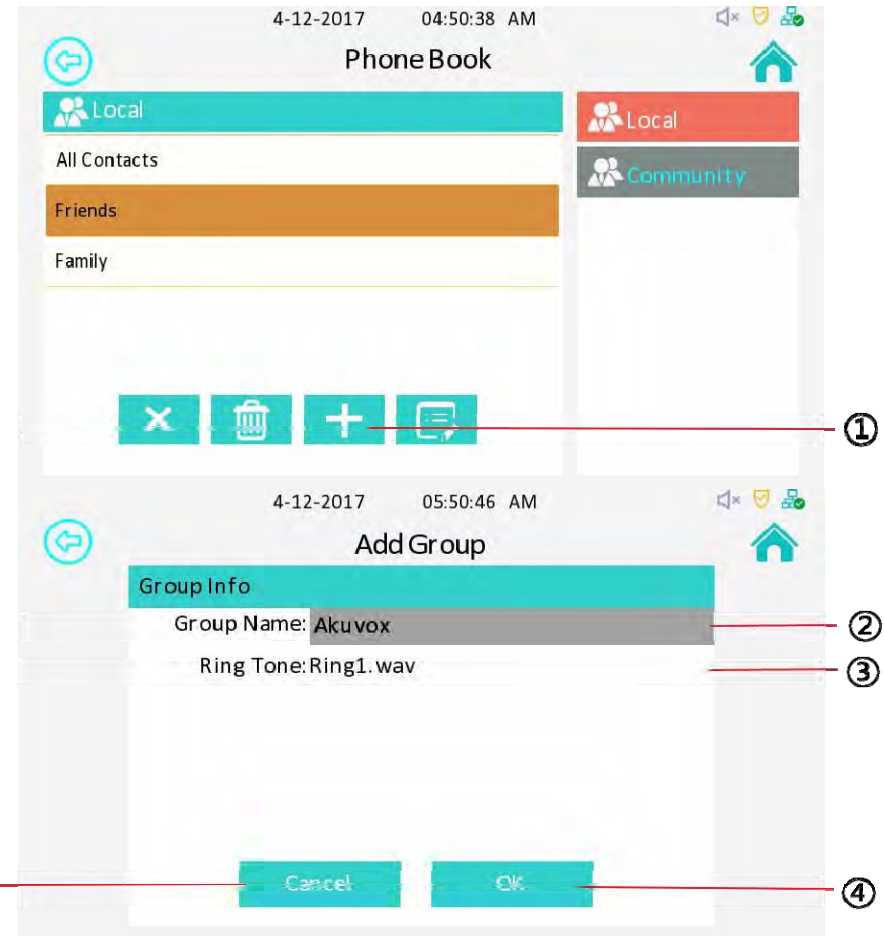 4-12-2017 04:50:38 AM
Phone Book
Local
Local
All Contacts
Community
Friends
Family
①
4-12-2017 05:50:46 AM
Add Group
Group Info
Group Name: Akuvox
②
Ring Tone: Ring1.wav
③
Cancel
OK
④